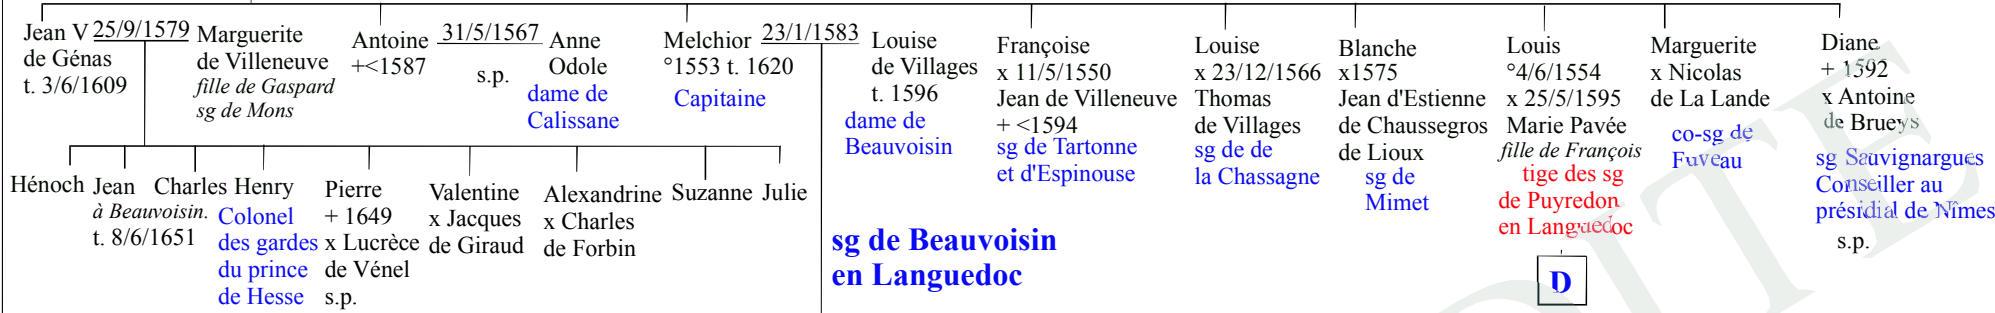 Jean V 25/9/1579 Marguerite
de Génas
t. 3/6/1609
de Villeneuve
fille de Gaspard
sg de Mons
Antoine 31/5/1567 Anne
+<1587
s.p.
Odole
dame de
Calissane
Melchior 23/1/1583 Louise
°1553 t. 1620
Capitaine
de Villages
t. 1596
dame de
Beauvoisin
Françoise
x 11/5/1550
Jean de Villeneuve
+ <1594
sg de Tartonne
et d'Espinouse
Louise
x 23/12/1566
Thomas
de Villages
sg de de
la Chassagne
Blanche
x1575
Jean d'Estienne
de Chaussegros
de Lioux
sg de
Mimet
Louis
°4/6/1554
x 25/5/1595
Marie Pavée
fille de François
tige des sg
de Puyredon
en Languedoc
D
Marguerite
x Nicolas
de La Lande
co-sg de
Fuveau
Diane
+ 1592
x Antoine
de Brueys
sg Sauvignargues
Conseiller au
présidial de Nîmes
s.p.
Hénoch
Jean
à Beauvoisin.
t. 8/6/1651
Charles
Henry
Colonel
des gardes
du prince
de Hesse
Pierre
+ 1649
x Lucrèce
de Vénel
s.p.
Valentine
x Jacques
de Giraud
Alexandrine
x Charles
de Forbin
Suzanne
Julie
sg de Beauvoisin
en Languedoc